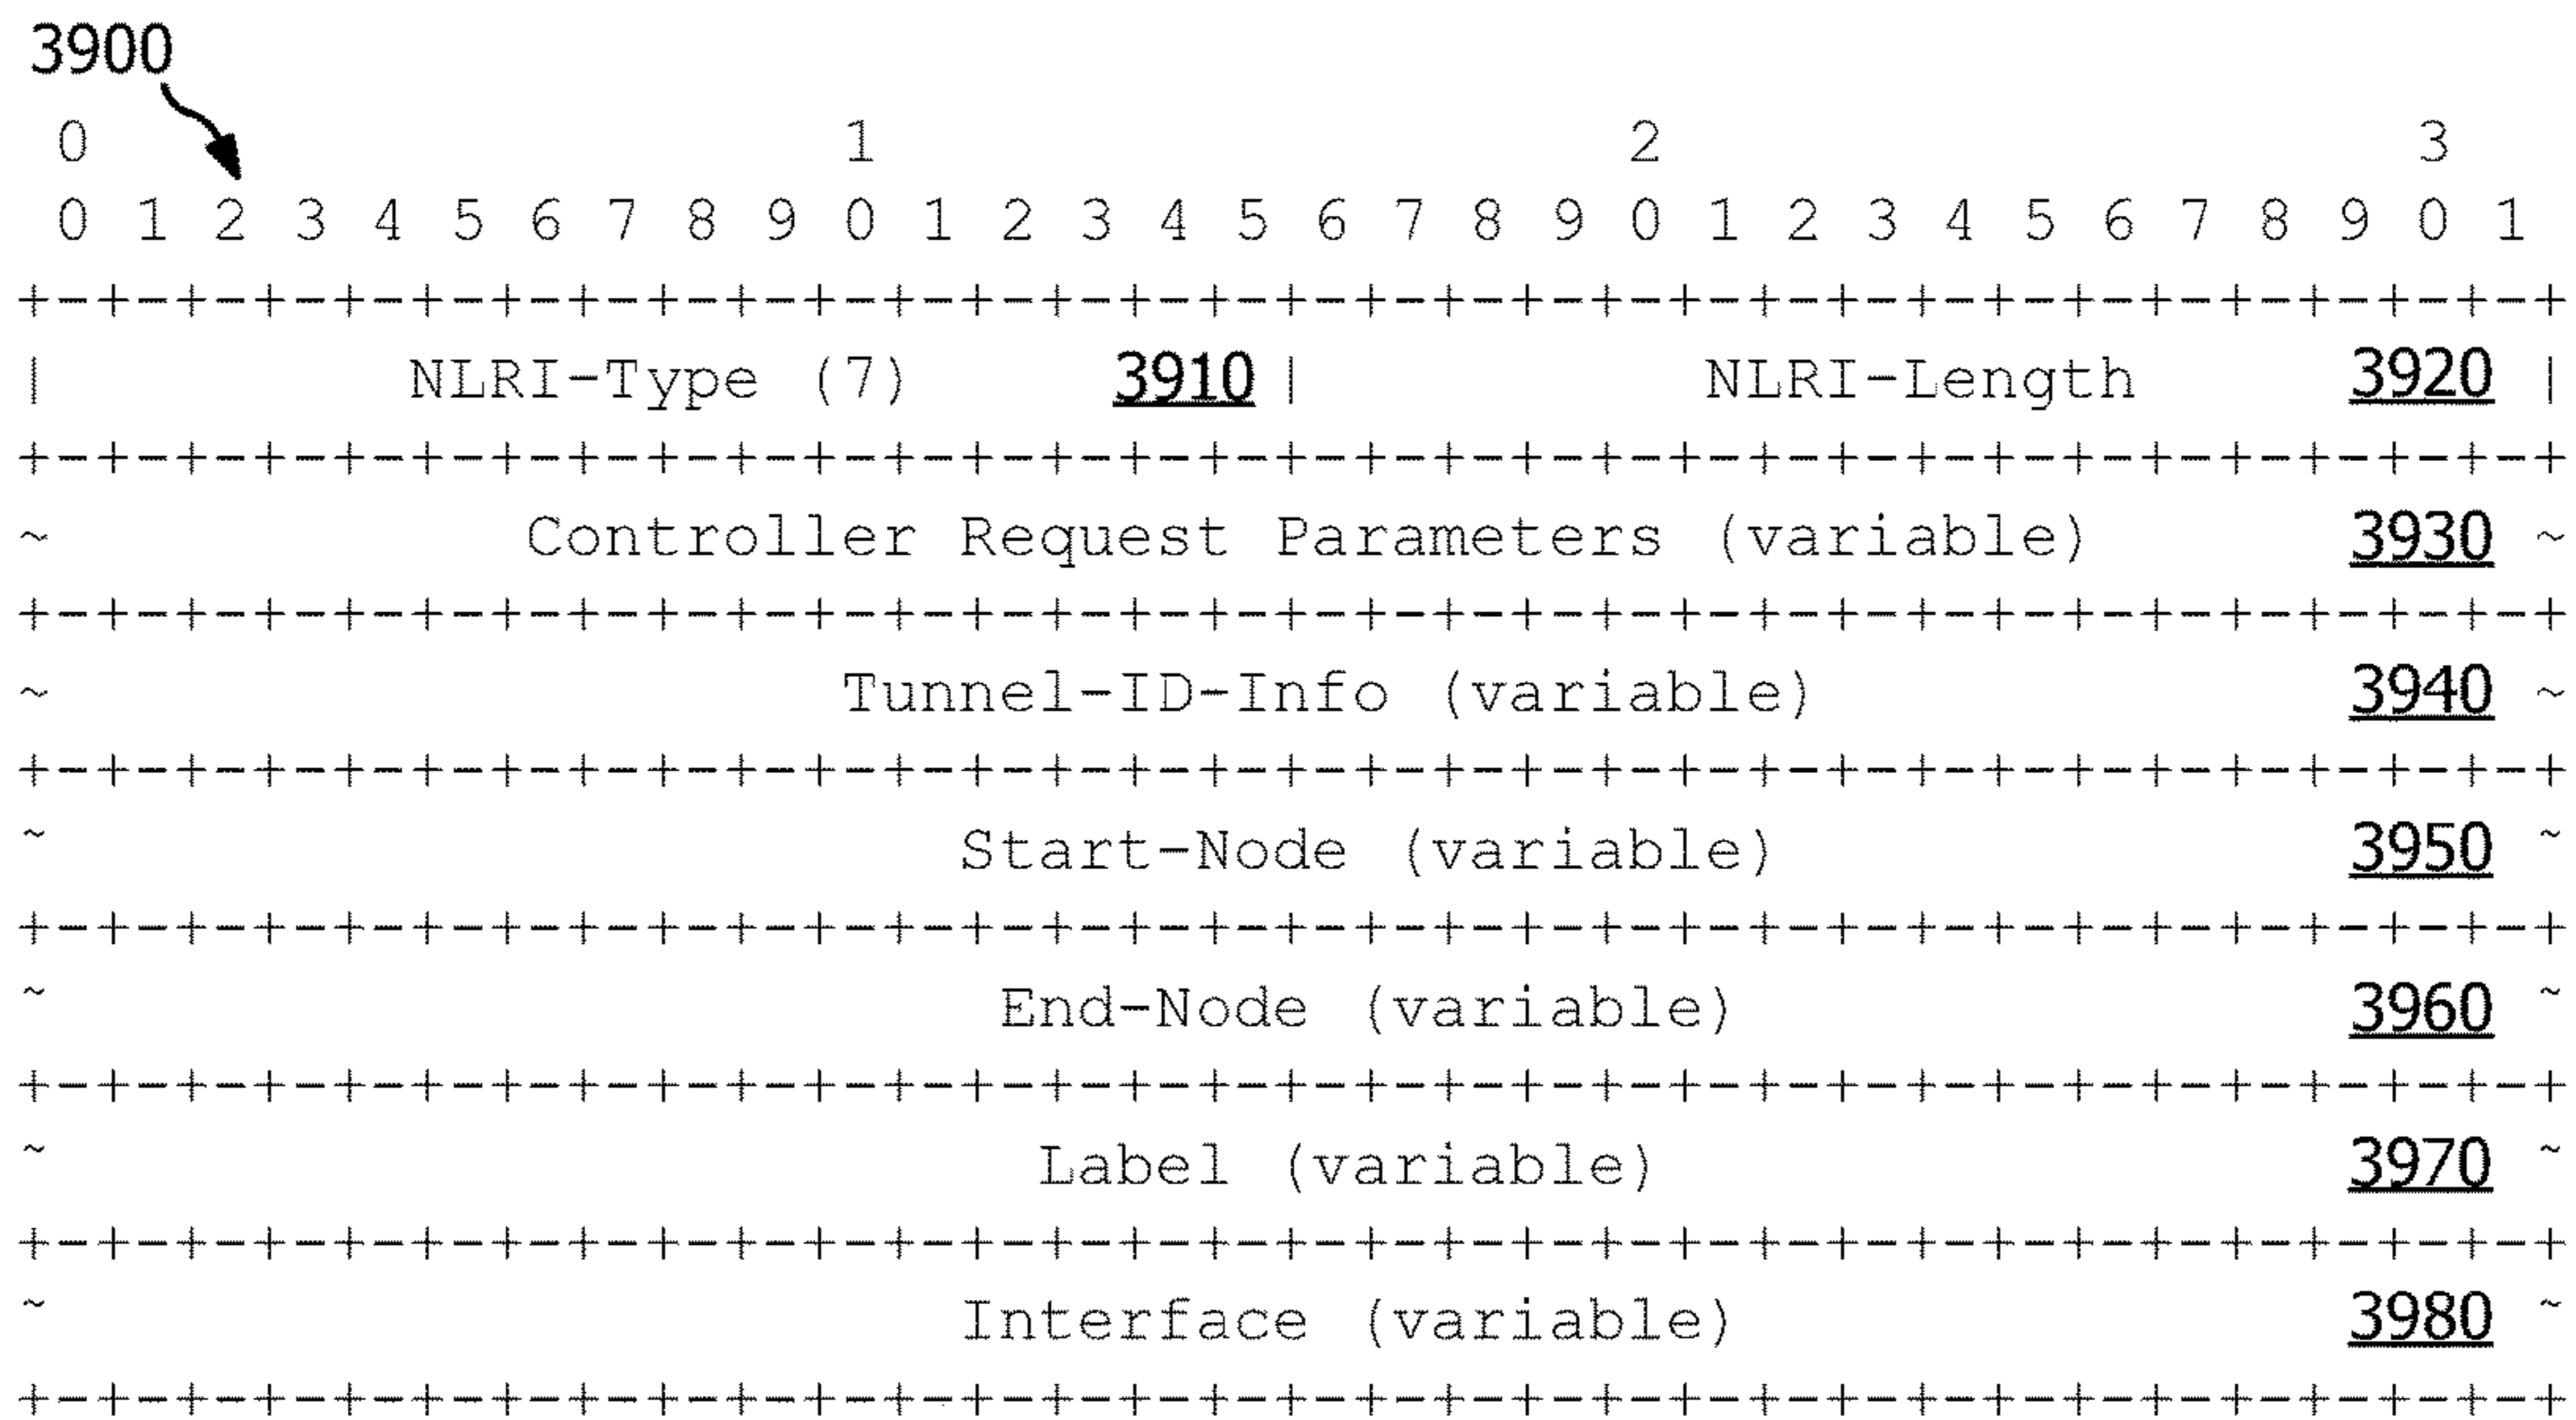 3900
0 1 2 3
0 1 2 3 4 5 6 7 8 9 0 1 2 3 4 5 6 7 8 9 0 1 2 3 4 5 6 7 8 9 0 1
+-+-+-+-+-+-+-+-+-+-+-+-+-+-+-+-+-+-+-+-+-+-+-+-+-+-+-+-+-+-+-+-+
| NLRI-Type (7) 3910 | NLRI-Length 3920 |
+-+-+-+-+-+-+-+-+-+-+-+-+-+-+-+-+-+-+-+-+-+-+-+-+-+-+-+-+-+-+-+-+
~ Controller Request Parameters (variable) 3930 ~
+-+-+-+-+-+-+-+-+-+-+-+-+-+-+-+-+-+-+-+-+-+-+-+-+-+-+-+-+-+-+-+-+
~ Tunnel-ID-Info (variable) 3940 ~
+-+-+-+-+-+-+-+-+-+-+-+-+-+-+-+-+-+-+-+-+-+-+-+-+-+-+-+-+-+-+-+-+
~ Start-Node (variable) 3950 ~
+-+-+-+-+-+-+-+-+-+-+-+-+-+-+-+-+-+-+-+-+-+-+-+-+-+-+-+-+-+-+-+-+
~ End-Node (variable) 3960 ~
+-+-+-+-+-+-+-+-+-+-+-+-+-+-+-+-+-+-+-+-+-+-+-+-+-+-+-+-+-+-+-+-+
~ Label (variable) 3970 ~
+-+-+-+-+-+-+-+-+-+-+-+-+-+-+-+-+-+-+-+-+-+-+-+-+-+-+-+-+-+-+-+-+
~ Interface (variable) 3980 ~
+-+-+-+-+-+-+-+-+-+-+-+-+-+-+-+-+-+-+-+-+-+-+-+-+-+-+-+-+-+-+-+-+